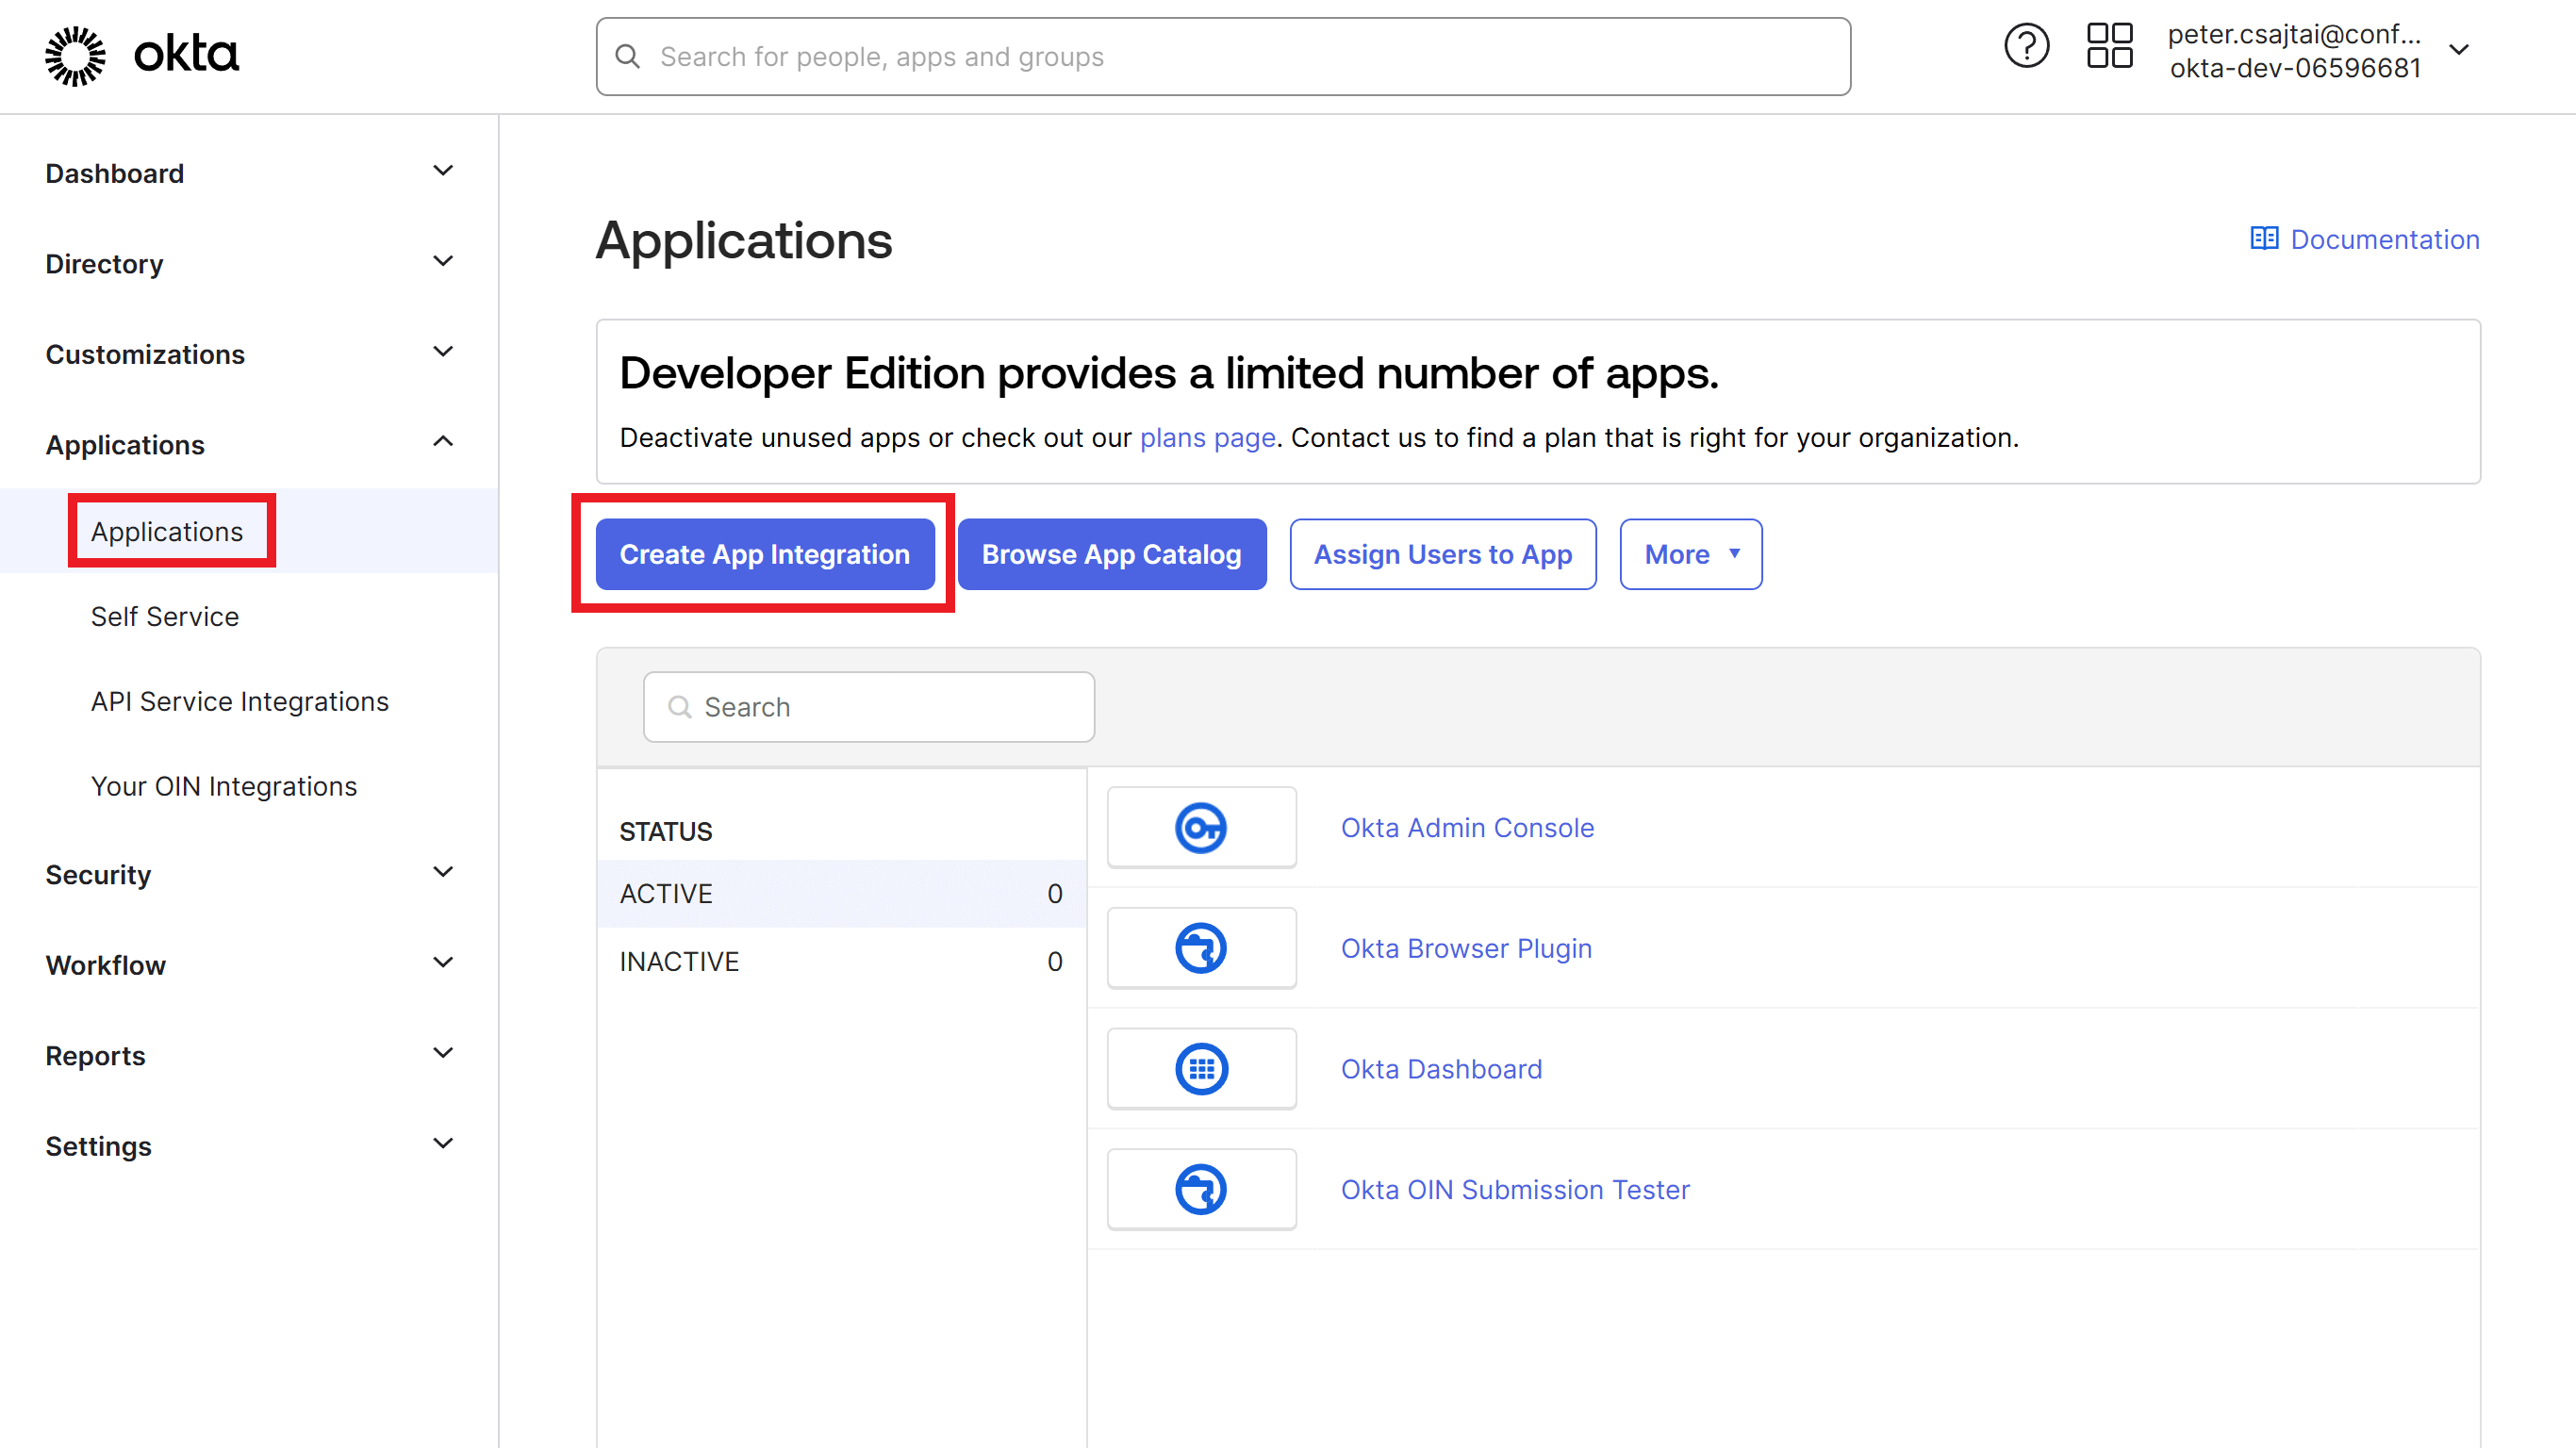 okta
Search for people, apps and groups
peter.csajtai@conf...
okta-dev-06596681
Dashboard
Directory
Customizations
Applications
Applications
Self Service
API Service Integrations
Your OIN Integrations
Security
Workflow
Reports
Settings
Applications
Documentation
Developer Edition provides a limited number of apps.
Deactivate unused apps or check out our plans page. Contact us to find a plan that is right for your organization.
Create App Integration
Browse App Catalog
Assign Users to App
More
Search
STATUS
ACTIVE 0
INACTIVE 0
Okta Admin Console
Okta Browser Plugin
Okta Dashboard
Okta OIN Submission Tester